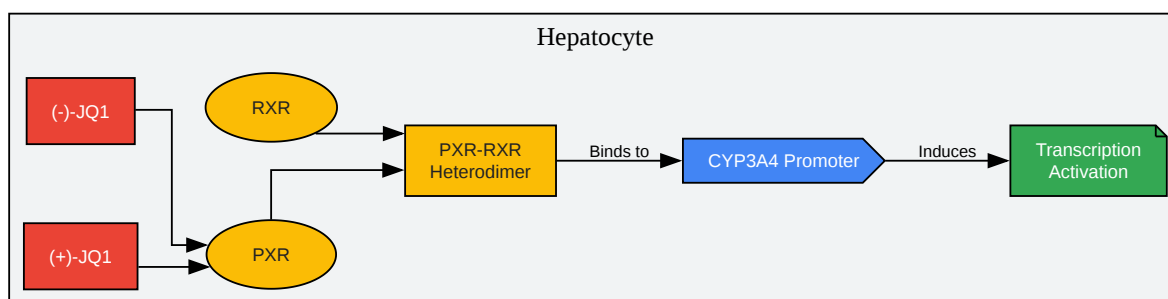 Hepatocyte
(-)-JQ1
RXR
PXR-RXR
Heterodimer
Binds to
CYP3A4 Promoter
Induces
Transcription
Activation
(+)-JQ1
PXR